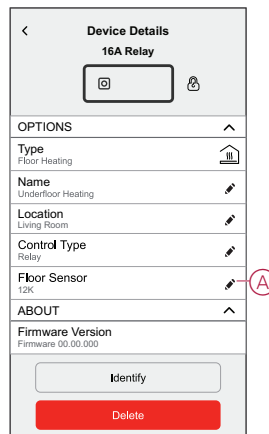 Device Details
16A Relay
OPTIONS
Type
Floor Heating
Name
Underfloor Heating
Location
Living Room
Control Type
Relay
Floor Sensor
12K
A
ABOUT
Firmware Version
Firmware 00.00.000
Identify
Delete